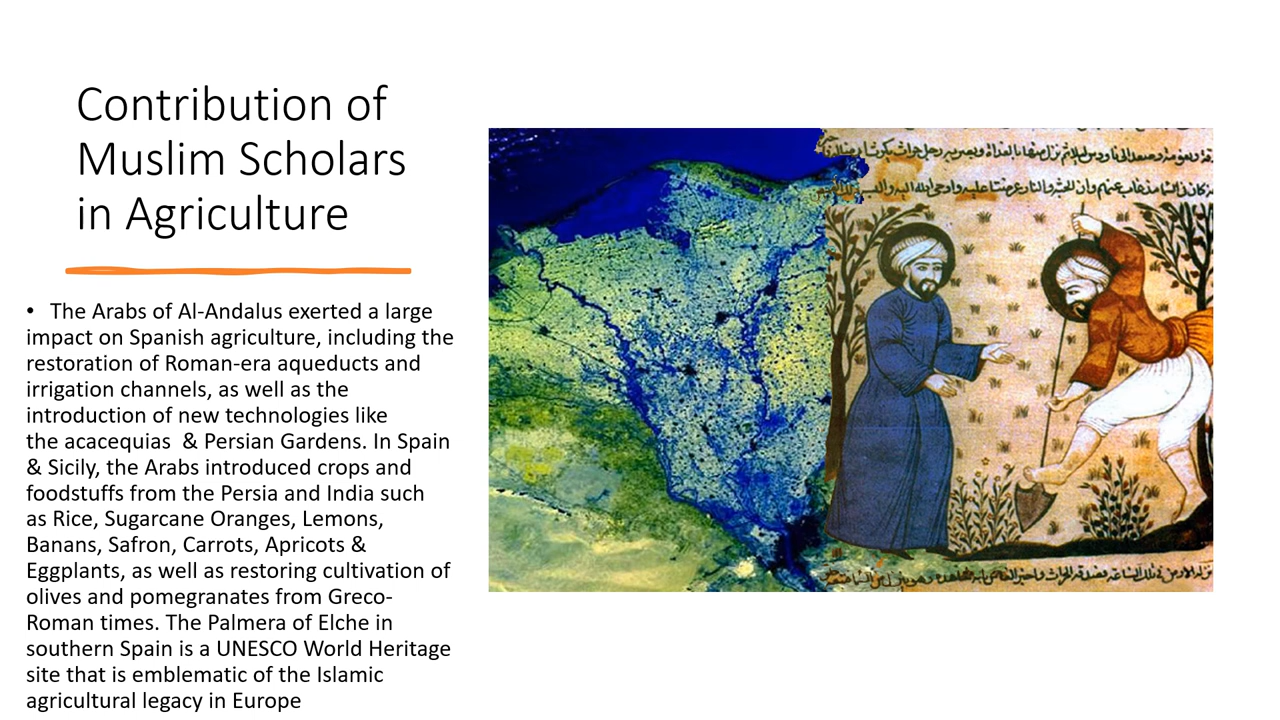 Contribution of
Muslim Scholars
in Agriculture
• The Arabs of Al-Andalus exerted a large
impact on Spanish agriculture, including the
restoration of Roman-era aqueducts and
irrigation channels, as well as the
introduction of new technologies like
the acacequias  & Persian Gardens. In Spain
& Sicily, the Arabs introduced crops and
foodstuffs from the Persia and India such
as Rice, Sugarcane Oranges, Lemons,
Banans, Safron, Carrots, Apricots &
Eggplants, as well as restoring cultivation of
olives and pomegranates from Greco-
Roman times. The Palmera of Elche in
southern Spain is a UNESCO World Heritage
site that is emblematic of the Islamic
agricultural legacy in Europe